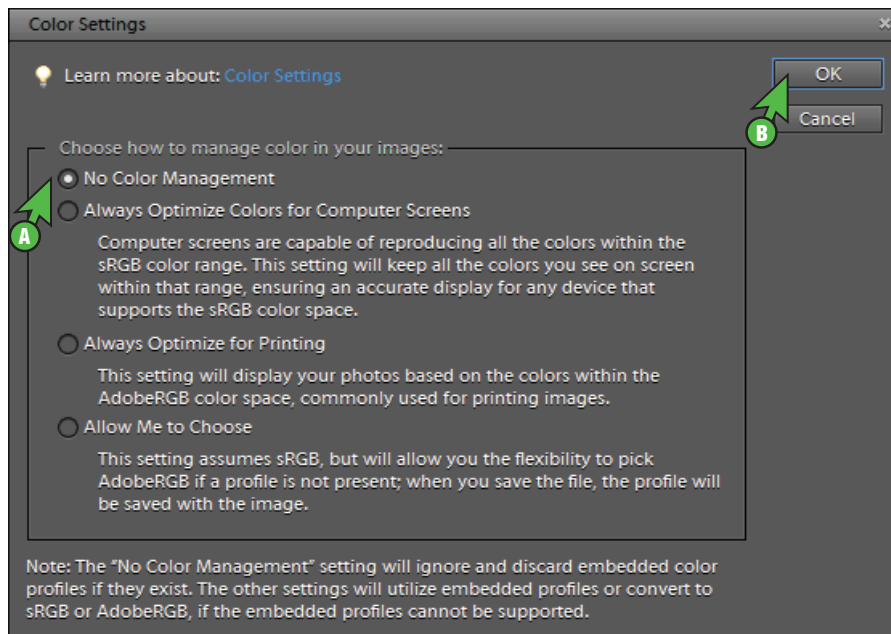 Color Settings
Learn more about: Color Settings
OK
Cancel
Choose how to manage color in your images:
No Color Management
Always Optimize Colors for Computer Screens
Computer screens are capable of reproducing all the colors within the
sRGB color range. This setting will keep all the colors you see on screen
within that range, ensuring an accurate display for any device that
supports the sRGB color space.
Always Optimize for Printing
This setting will display your photos based on the colors within the
AdobeRGB color space, commonly used for printing images.
Allow Me to Choose
This setting assumes sRGB, but will allow you the flexibility to pick
AdobeRGB if a profile is not present; when you save the file, the profile will
be saved with the image.
Note: The “No Color Management” setting will ignore and discard embedded color
profiles if they exist. The other settings will utilize embedded profiles or convert to
sRGB or AdobeRGB, if the embedded profiles cannot be supported.
A
B